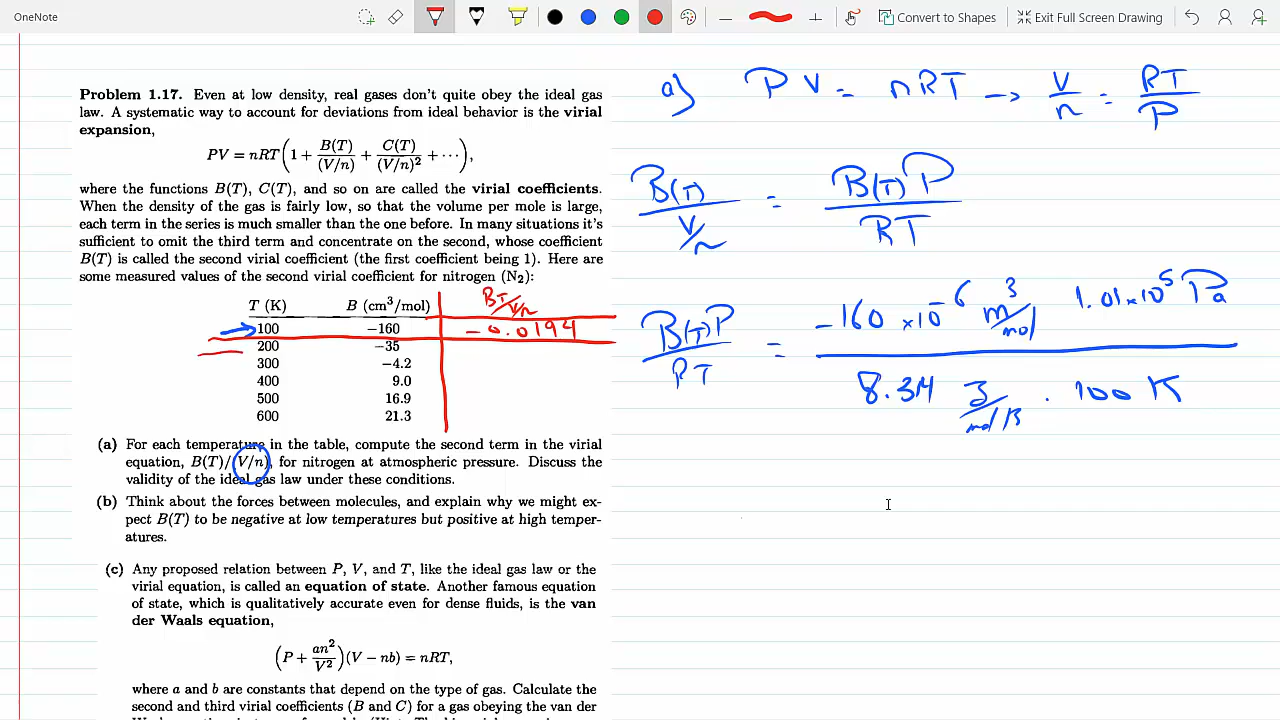 OneNote
Convert to Shapes
Exit Full Screen Drawing
Problem 1.17. Even at low density, real gases don't quite obey the ideal gas
law. A systematic way to account for deviations from ideal behavior is the virial
expansion,
PV = nRT(1 + B(T)/(V/n) + C(T)/(V/n)² + ···),
where the functions B(T), C(T), and so on are called the virial coefficients.
When the density of the gas is fairly low, so that the volume per mole is large,
each term in the series is much smaller than the one before. In many situations it's
sufficient to omit the third term and concentrate on the second, whose coefficient
B(T) is called the second virial coefficient (the first coefficient being 1). Here are
some measured values of the second virial coefficient for nitrogen (N₂):
T (K) B (cm³/mol) BT/V/n
100 −160 −0.0194
200 −35
300 −4.2
400 9.0
500 16.9
600 21.3
(a) For each temperature in the table, compute the second term in the virial
equation, B(T)/(V/n), for nitrogen at atmospheric pressure. Discuss the
validity of the ideal gas law under these conditions.
(b) Think about the forces between molecules, and explain why we might ex-
pect B(T) to be negative at low temperatures but positive at high temper-
atures.
(c) Any proposed relation between P, V, and T, like the ideal gas law or the
virial equation, is called an equation of state. Another famous equation
of state, which is qualitatively accurate even for dense fluids, is the van
der Waals equation,
(P + an²/V²)(V − nb) = nRT,
where a and b are constants that depend on the type of gas. Calculate the
second and third virial coefficients (B and C) for a gas obeying the van der
a) PV = nRT → V/n = RT/P
B(T)/V/n = B(T)P/RT
B(T)P/RT = −160 ×10⁻⁶ m³/mol 1.01×10⁵ Pa / 8.314 J/mol K · 100 K